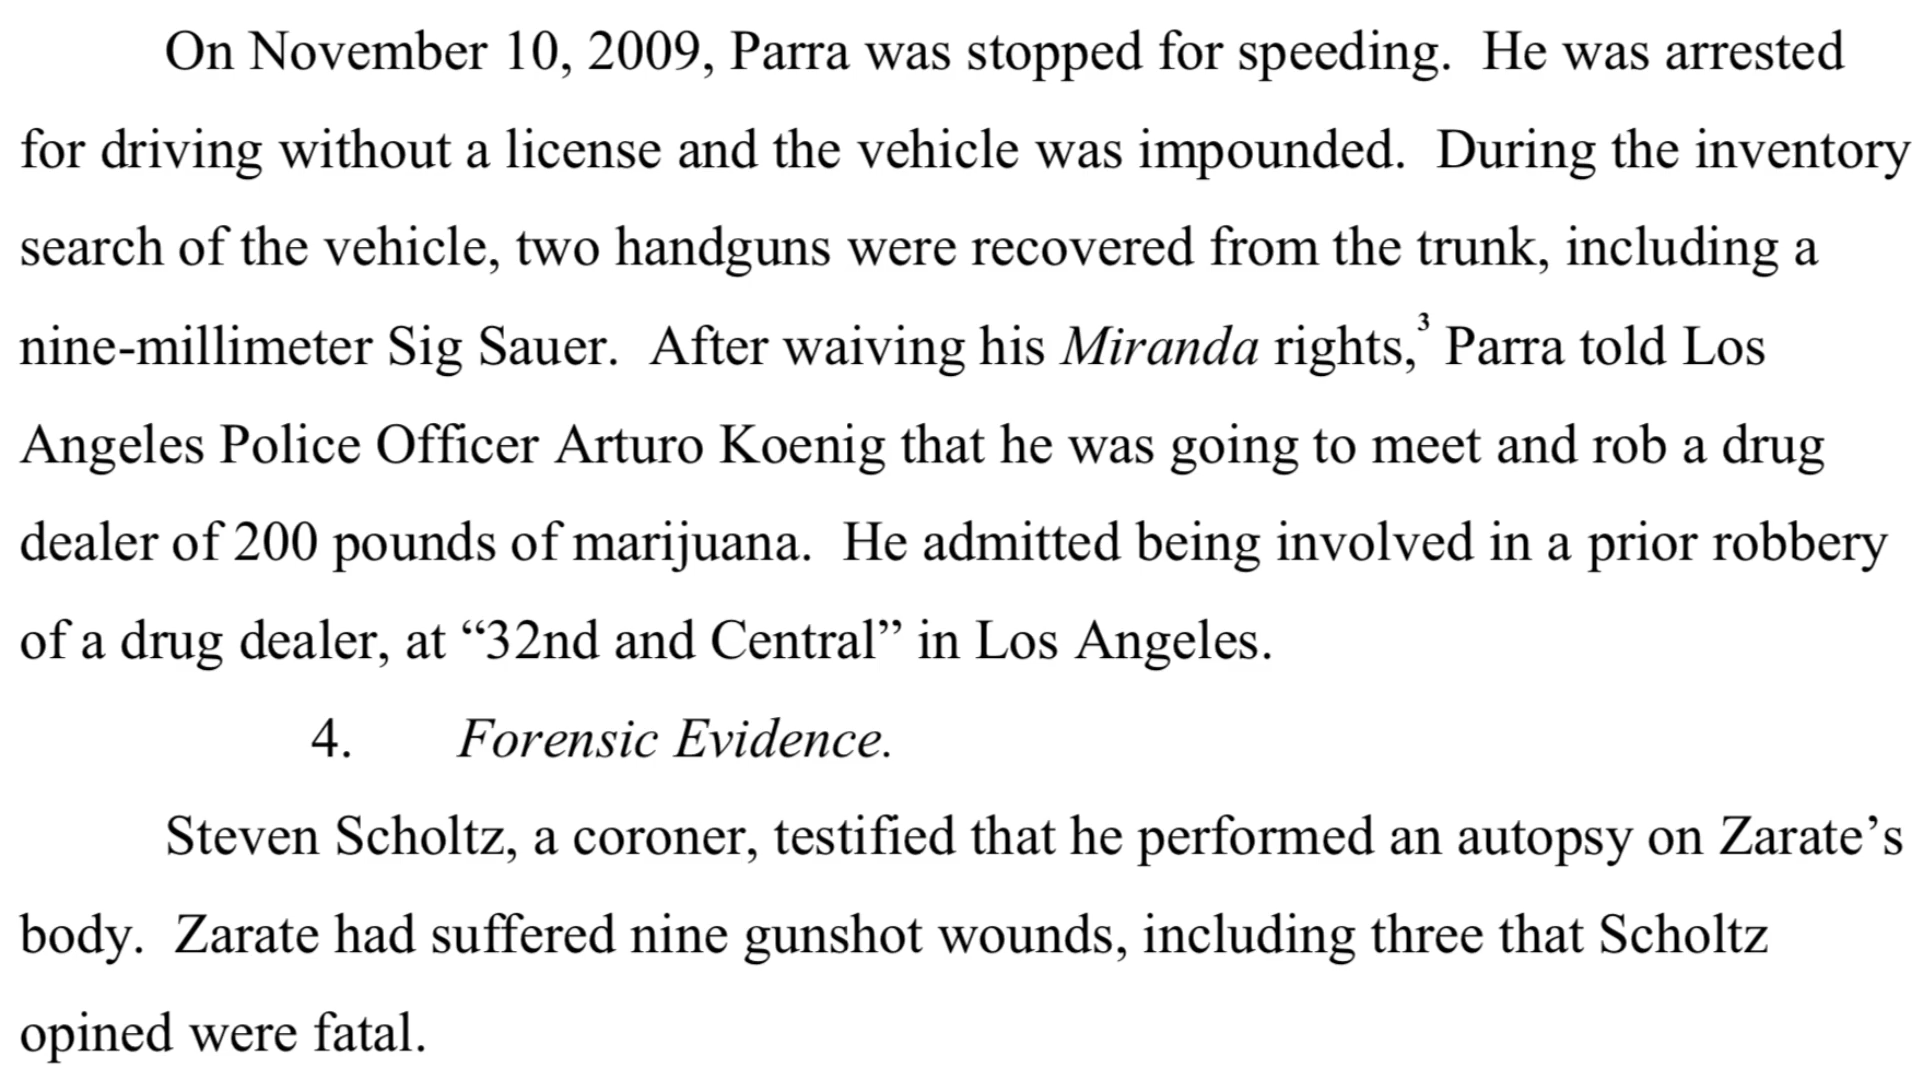 On November 10, 2009, Parra was stopped for speeding.  He was arrested
for driving without a license and the vehicle was impounded.  During the inventory
search of the vehicle, two handguns were recovered from the trunk, including a
nine-millimeter Sig Sauer.  After waiving his Miranda rights,³ Parra told Los
Angeles Police Officer Arturo Koenig that he was going to meet and rob a drug
dealer of 200 pounds of marijuana.  He admitted being involved in a prior robbery
of a drug dealer, at “32nd and Central” in Los Angeles.
4. Forensic Evidence.
Steven Scholtz, a coroner, testified that he performed an autopsy on Zarate’s
body.  Zarate had suffered nine gunshot wounds, including three that Scholtz
opined were fatal.